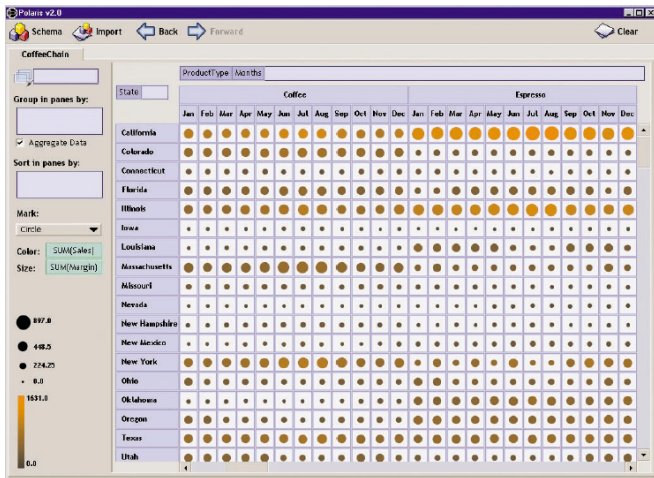 Polaris v2.0
Schema Import Back Forward Clear
CoffeeChain
ProductType Months
State
Coffee Espresso
Jan Feb Mar Apr May Jun Jul Aug Sep Oct Nov Dec Jan Feb Mar Apr May Jun Jul Aug Sep Oct Nov Dec
Group in panes by:
Aggregate Data
Sort in panes by:
Mark:
Circle
Color: SUM(Sales)
Size: SUM(Margin)
897.0
448.5
224.25
0.0
1631.0
0.0
California
Colorado
Connecticut
Florida
Illinois
Iowa
Louisiana
Massachusetts
Missouri
Nevada
New Hampshire
New Mexico
New York
Ohio
Oklahoma
Oregon
Texas
Utah